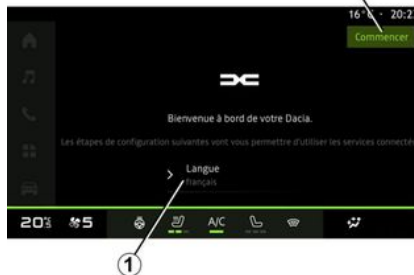 16°C · 20:2
Commencer
Bienvenue à bord de votre Dacia.
Les étapes de configuration suivantes vont vous permettre d'utiliser les services connecté
Langue
français
20 5 A/C
1